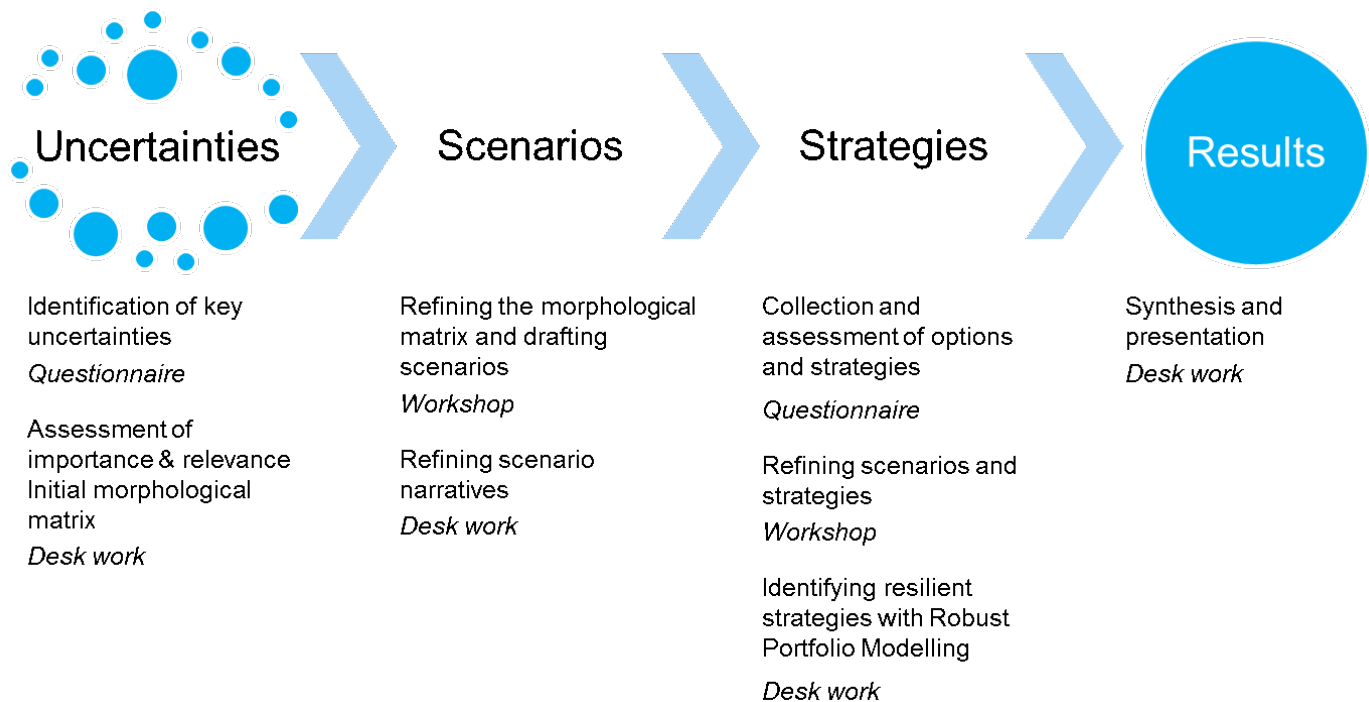 Uncertainties
Scenarios
Strategies
Results
Identification of key
uncertainties
Questionnaire
Assessment of
importance & relevance
Initial morphological
matrix
Desk work
Refining the morphological
matrix and drafting
scenarios
Workshop
Refining scenario
narratives
Desk work
Collection and
assessment of options
and strategies
Questionnaire
Refining scenarios and
strategies
Workshop
Identifying resilient
strategies with Robust
Portfolio Modelling
Desk work
Synthesis and
presentation
Desk work